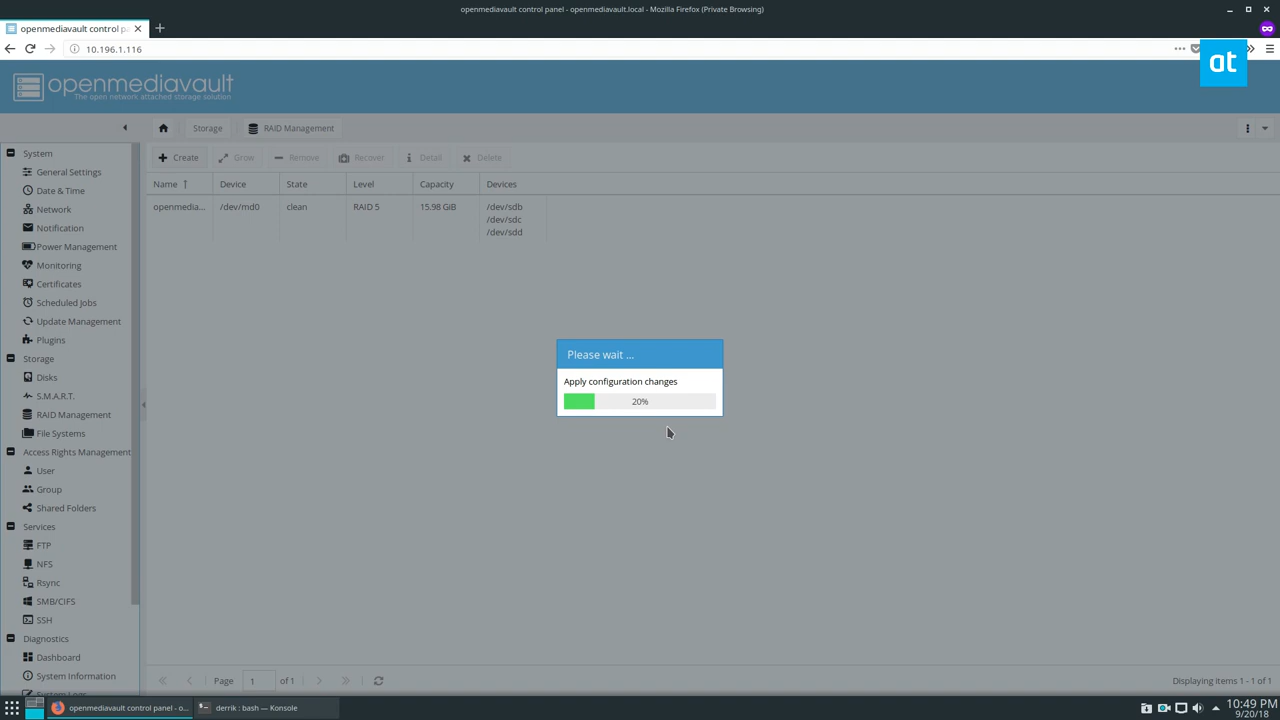 openmediavault control panel - openmediavault.local - Mozilla Firefox (Private Browsing)
openmediavault control pa
10.196.1.116
at
openmediavault
The open network attached storage solution
Storage
RAID Management
System
General Settings
Date & Time
Network
Notification
Power Management
Monitoring
Certificates
Scheduled Jobs
Update Management
Plugins
Storage
Disks
S.M.A.R.T.
RAID Management
File Systems
Access Rights Management
User
Group
Shared Folders
Services
FTP
NFS
Rsync
SMB/CIFS
SSH
Diagnostics
Dashboard
System Information
System Logs
Create Grow Remove Recover Detail Delete
Name Device State Level Capacity Devices
openmedia... /dev/md0 clean RAID 5 15.98 GiB /dev/sdb
/dev/sdc
/dev/sdd
Please wait ...
Apply configuration changes
20%
Page 1 of 1
Displaying items 1 - 1 of 1
openmediavault control panel - o...
derrik : bash — Konsole
10:49 PM
9/20/18